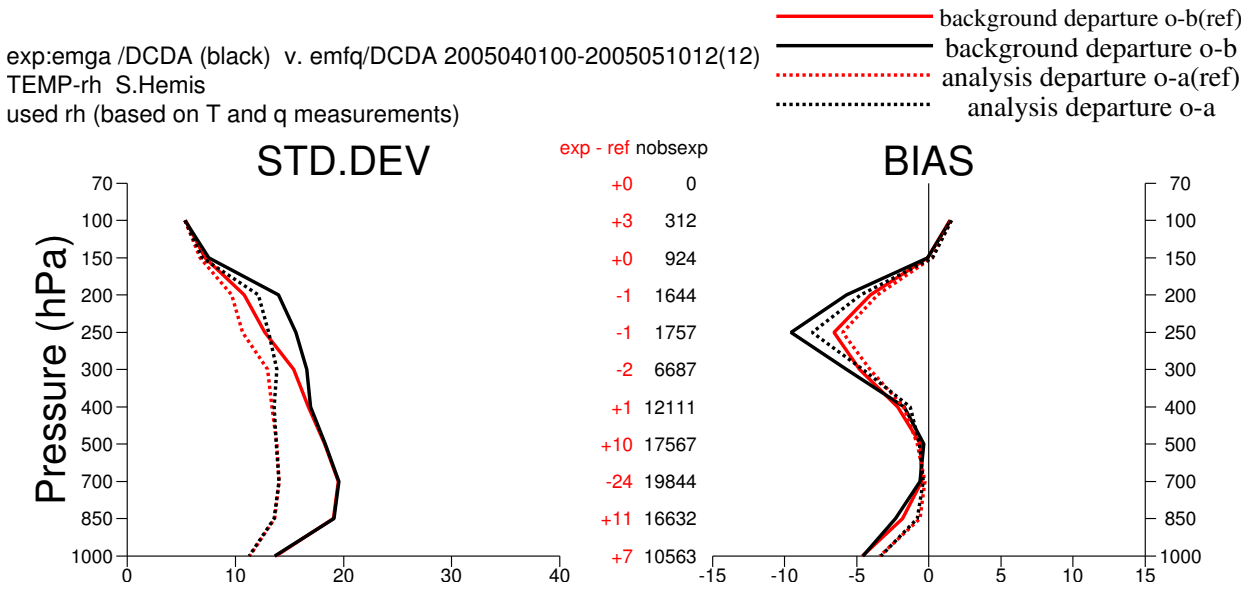 background departure o-b(ref)
background departure o-b
analysis departure o-a(ref)
analysis departure o-a
exp:emga /DCDA (black) v. emfq/DCDA 2005040100-2005051012(12)
TEMP-rh S.Hemis
used rh (based on T and q measurements)
STD.DEV
exp - ref nobsexp
BIAS
70 +0 0 70
100 +3 312 100
150 +0 924 150
200 -1 1644 200
250 -1 1757 250
300 -2 6687 300
400 +1 12111 400
500 +10 17567 500
700 -24 19844 700
850 +11 16632 850
1000 +7 10563 1000
Pressure (hPa)
0 10 20 30 40 -15 -10 -5 0 5 10 15